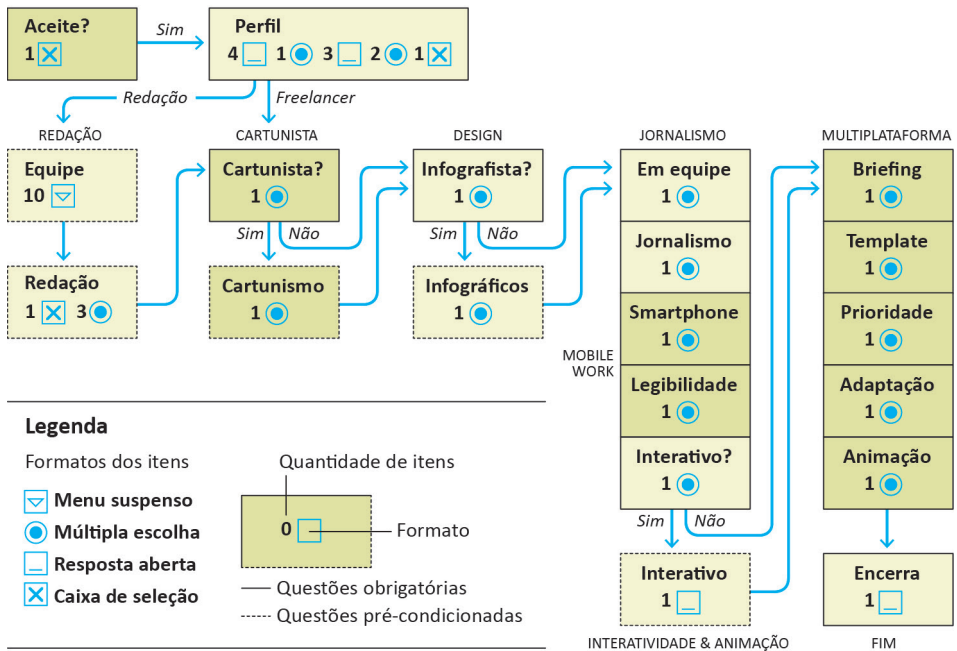 Aceite?
1
Sim
Perfil
4 1 3 2 1
Redação
Freelancer
REDAÇÃO
Equipe
10
Redação
1 3
CARTUNISTA
Cartunista?
1
Sim
Não
Cartunismo
1
DESIGN
Infografista?
1
Sim
Não
Infográficos
1
JORNALISMO
Em equipe
1
Jornalismo
1
MOBILE
WORK
Smartphone
1
Legibilidade
1
Interativo?
1
Sim
Não
Interativo
1
INTERATIVIDADE & ANIMAÇÃO
MULTIPLATAFORMA
Briefing
1
Template
1
Prioridade
1
Adaptação
1
Animação
1
Encerra
1
FIM
Legenda
Formatos dos itens
Menu suspenso
Múltipla escolha
Resposta aberta
Caixa de seleção
Quantidade de itens
0
Formato
Questões obrigatórias
Questões pré-condicionadas